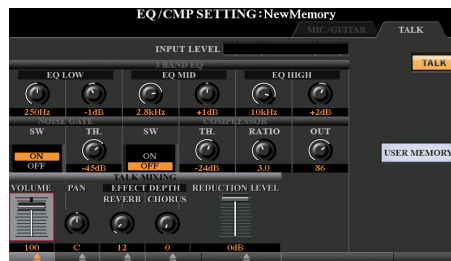 EQ/CMP SETTING:NewMemory
MIC/GUITAR
TALK
INPUT LEVEL
3 BAND EQ
TALK
EQ LOW EQ MID EQ HIGH
250Hz -1dB 2.8kHz +1dB 10kHz +2dB
NOISE GATE COMPRESSOR
SW TH. SW TH. RATIO OUT
ON ON
OFF OFF
-45dB -24dB 3.0 86
USER MEMORY
TALK MIXING
VOLUME PAN EFFECT DEPTH REDUCTION LEVEL
REVERB CHORUS
100 C 12 0 0dB